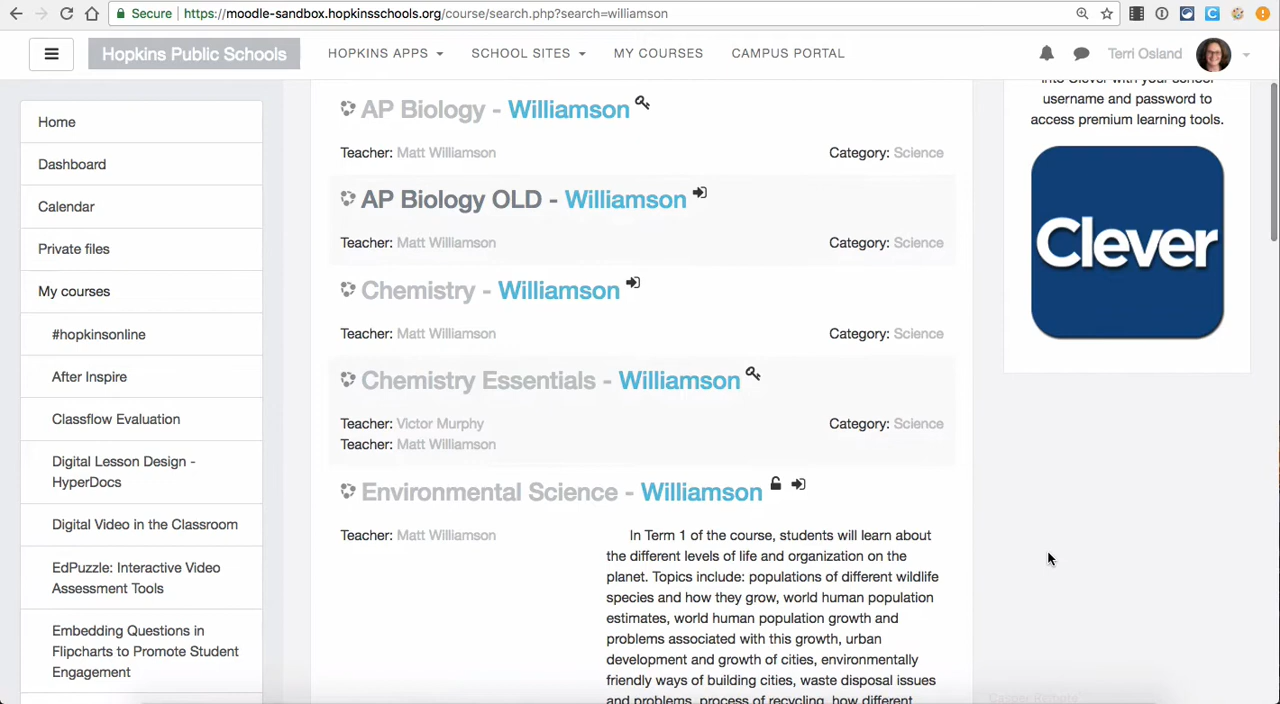 Secure https://moodle-sandbox.hopkinsschools.org/course/search.php?search=williamson
Hopkins Public Schools HOPKINS APPS SCHOOL SITES MY COURSES CAMPUS PORTAL Terri Osland
Home
Dashboard
Calendar
Private files
My courses
#hopkinsonline
After Inspire
Classflow Evaluation
Digital Lesson Design -
HyperDocs
Digital Video in the Classroom
EdPuzzle: Interactive Video
Assessment Tools
Embedding Questions in
Flipcharts to Promote Student
Engagement
AP Biology - Williamson
Teacher: Matt Williamson Category: Science
AP Biology OLD - Williamson
Teacher: Matt Williamson Category: Science
Chemistry - Williamson
Teacher: Matt Williamson Category: Science
Chemistry Essentials - Williamson
Teacher: Victor Murphy Category: Science
Teacher: Matt Williamson
Environmental Science - Williamson
Teacher: Matt Williamson
In Term 1 of the course, students will learn about
the different levels of life and organization on the
planet. Topics include: populations of different wildlife
species and how they grow, world human population
estimates, world human population growth and
problems associated with this growth, urban
development and growth of cities, environmentally
friendly ways of building cities, waste disposal issues
and problems, process of recycling, how different
into Clever with your school
username and password to
access premium learning tools.
Clever